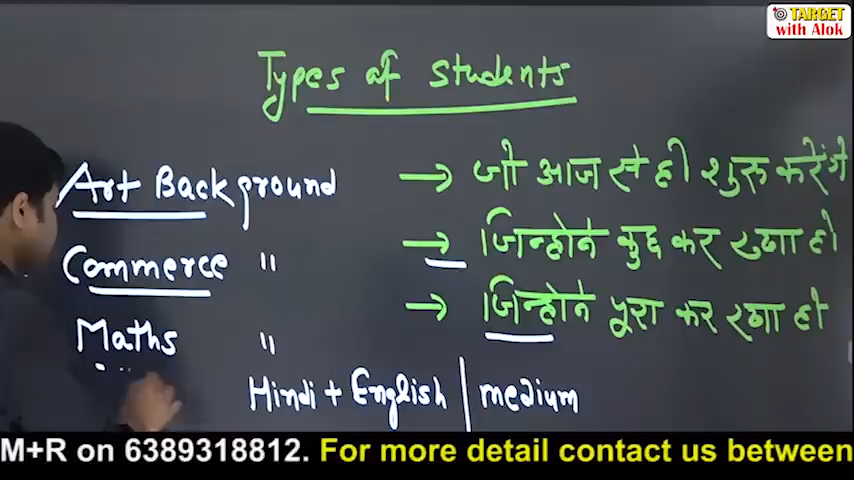 TARGET
with Alok
Types of students
Art Background → जो आज से ही शुरू करेंगे
Commerce " → जिन्होने कुछ कर रखा हो
Maths " → जिन्होने पूरा कर रखा हो
Hindi + English | medium
M+R on 6389318812. For more detail contact us between